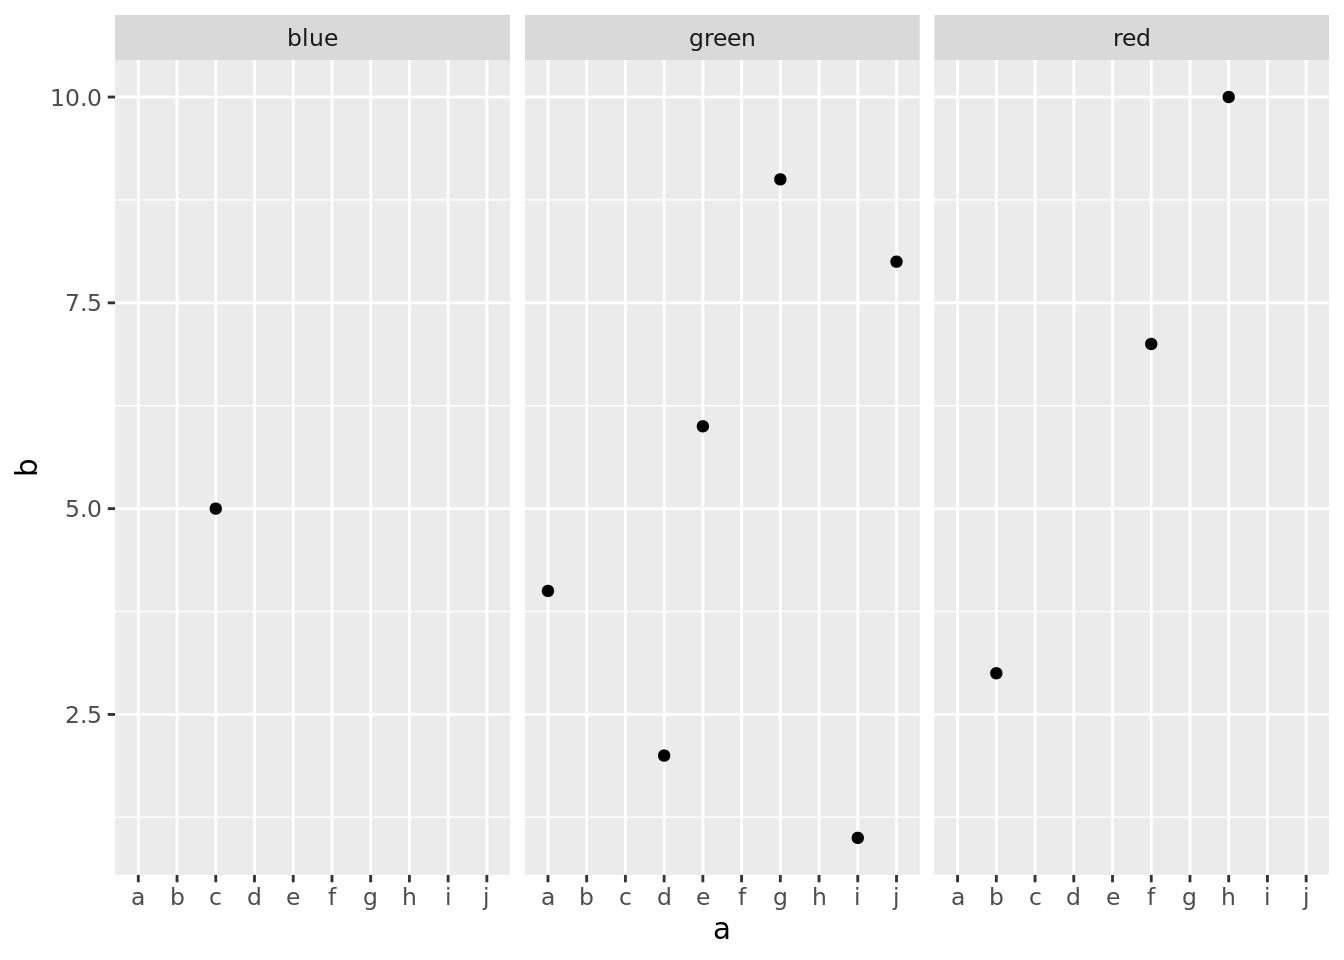 blue green red
10.0
7.5
5.0
2.5
b
a b c d e f g h i j a b c d e f g h i j a b c d e f g h i j
a